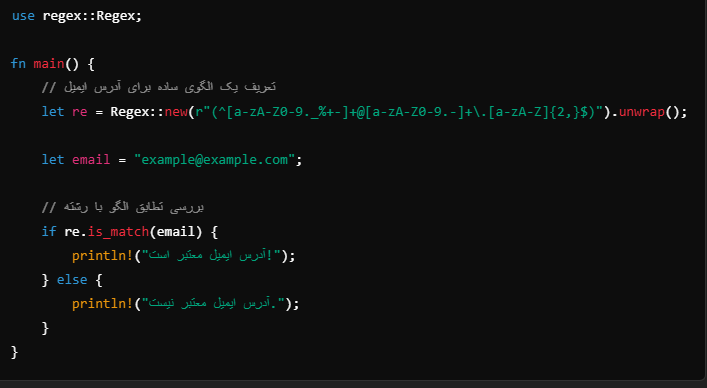 use regex::Regex;
fn main() {
// تعریف یک الگوی ساده برای آدرس ایمیل
let re = Regex::new(r"(^[a-zA-Z0-9._%+-]+@[a-zA-Z0-9.-]+\.[a-zA-Z]{2,}$)").unwrap();
let email = "example@example.com";
// بررسی تطابق الگو با رشته
if re.is_match(email) {
println!("آدرس ایمیل معتبر است!");
} else {
println!("آدرس ایمیل معتبر نیست.");
}
}